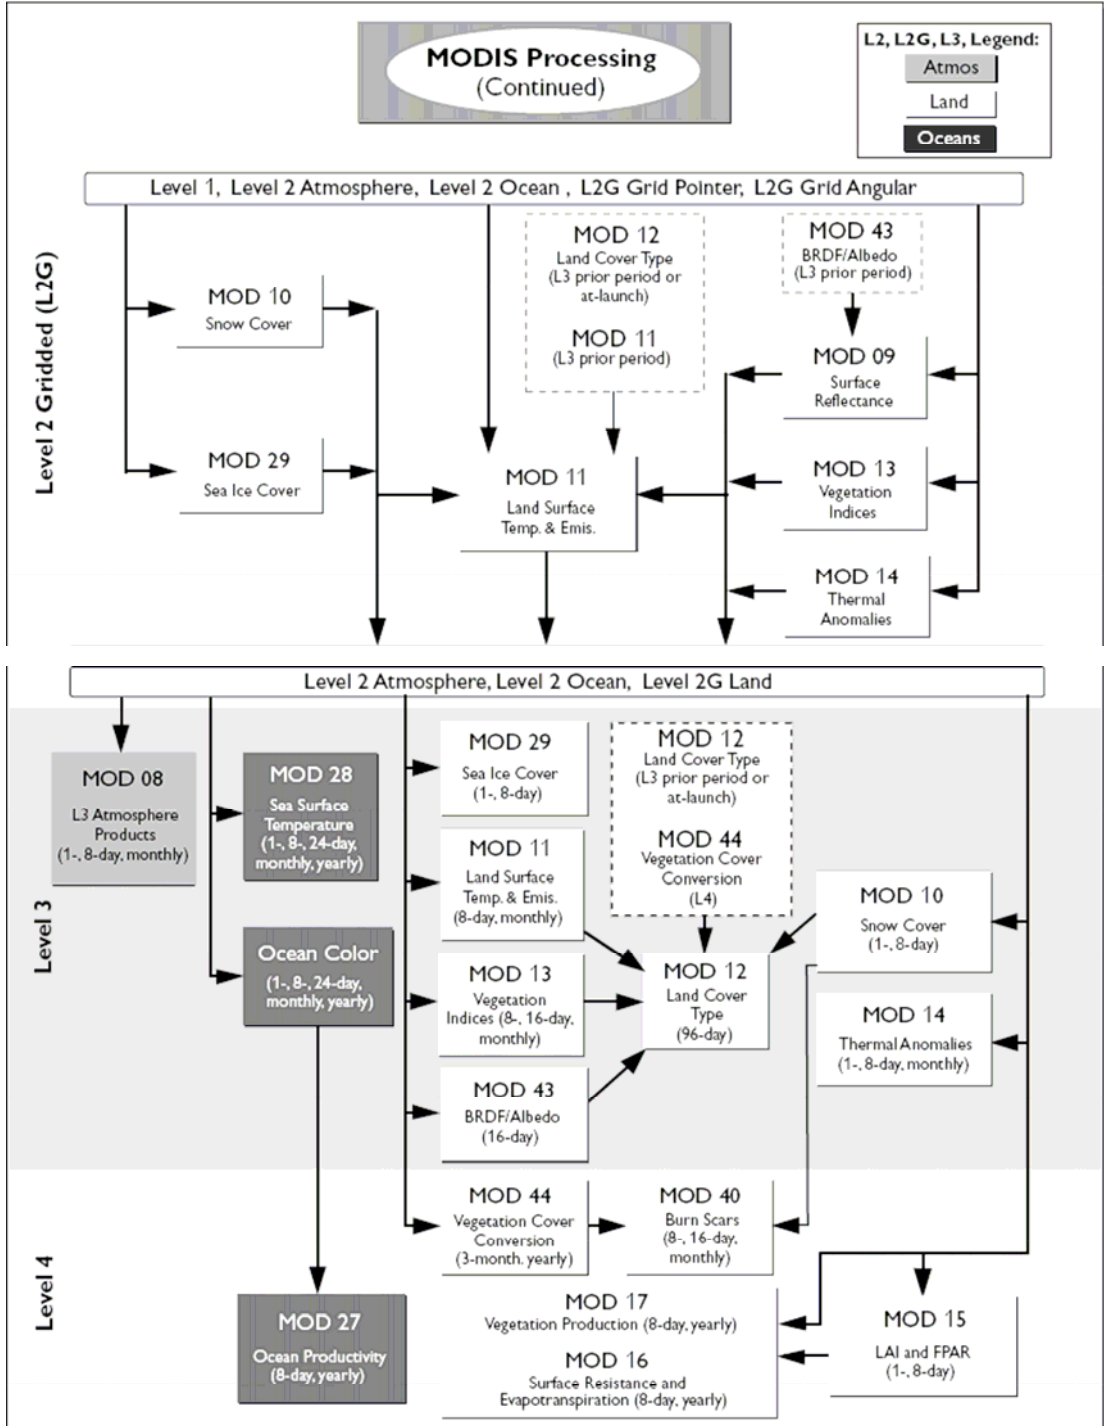 MODIS Processing
(Continued)
L2, L2G, L3, Legend:
Atmos
Land
Oceans
Level 1, Level 2 Atmosphere, Level 2 Ocean , L2G Grid Pointer, L2G Grid Angular
Level 2 Gridded (L2G)
MOD 10
Snow Cover
MOD 29
Sea Ice Cover
MOD 12
Land Cover Type
(L3 prior period or
at-launch)
MOD 11
(L3 prior period)
MOD 11
Land Surface
Temp. & Emis.
MOD 43
BRDF/Albedo
(L3 prior period)
MOD 09
Surface
Reflectance
MOD 13
Vegetation
Indices
MOD 14
Thermal
Anomalies
Level 2 Atmosphere, Level 2 Ocean, Level 2G Land
Level 3
MOD 08
L3 Atmosphere
Products
(1-, 8-day, monthly)
MOD 28
Sea Surface
Temperature
(1-, 8-, 24-day,
monthly, yearly)
Ocean Color
(1-, 8-, 24-day,
monthly, yearly)
MOD 29
Sea Ice Cover
(1-, 8-day)
MOD 11
Land Surface
Temp. & Emis.
(8-day, monthly)
MOD 13
Vegetation
Indices (8-, 16-day,
monthly)
MOD 43
BRDF/Albedo
(16-day)
MOD 12
Land Cover Type
(L3 prior period or
at-launch)
MOD 44
Vegetation Cover
Conversion
(L4)
MOD 12
Land Cover
Type
(96-day)
MOD 10
Snow Cover
(1-, 8-day)
MOD 14
Thermal Anomalies
(1-, 8-day, monthly)
Level 4
MOD 44
Vegetation Cover
Conversion
(3-month. yearly)
MOD 40
Burn Scars
(8-, 16-day,
monthly)
MOD 27
Ocean Productivity
(8-day, yearly)
MOD 17
Vegetation Production (8-day, yearly)
MOD 16
Surface Resistance and
Evapotranspiration (8-day, yearly)
MOD 15
LAI and FPAR
(1-, 8-day)